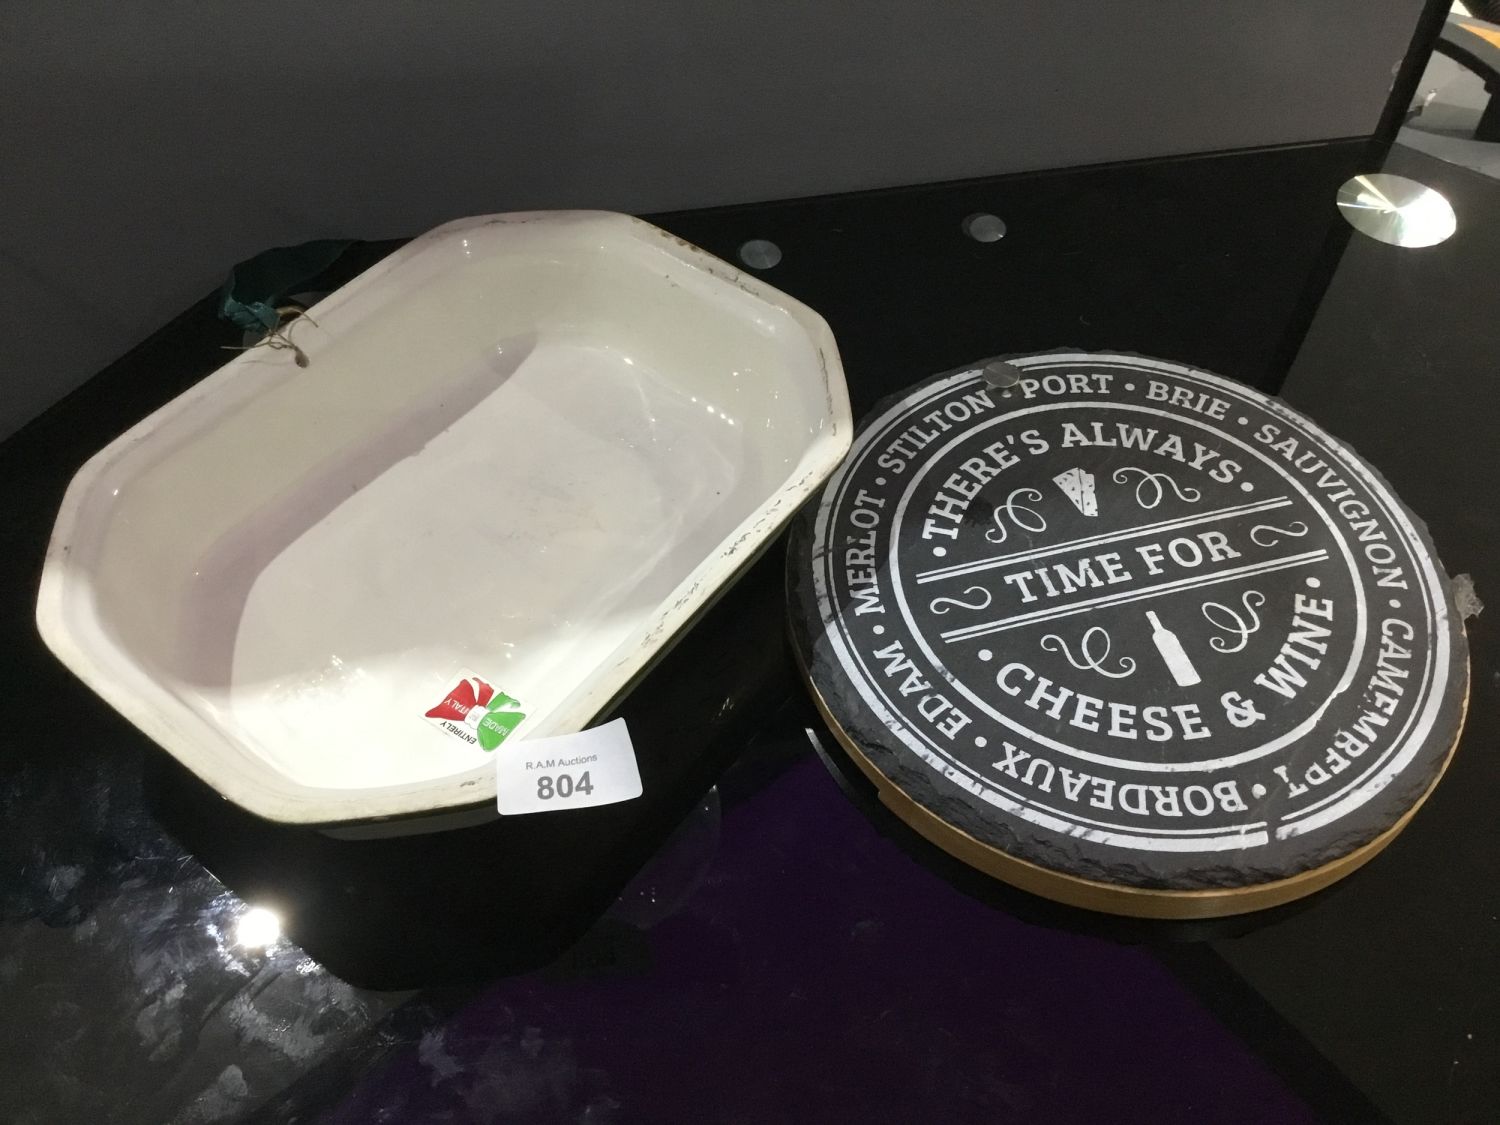 ENTIRELY
MADE
ITALY
R.A.M Auctions
804
• STILTON • PORT • BRIE • SAUVIGNON • CAMEMBERT • BORDEAUX • EDAM • MERLOT
• THERE'S ALWAYS •
TIME FOR
• CHEESE & WINE •